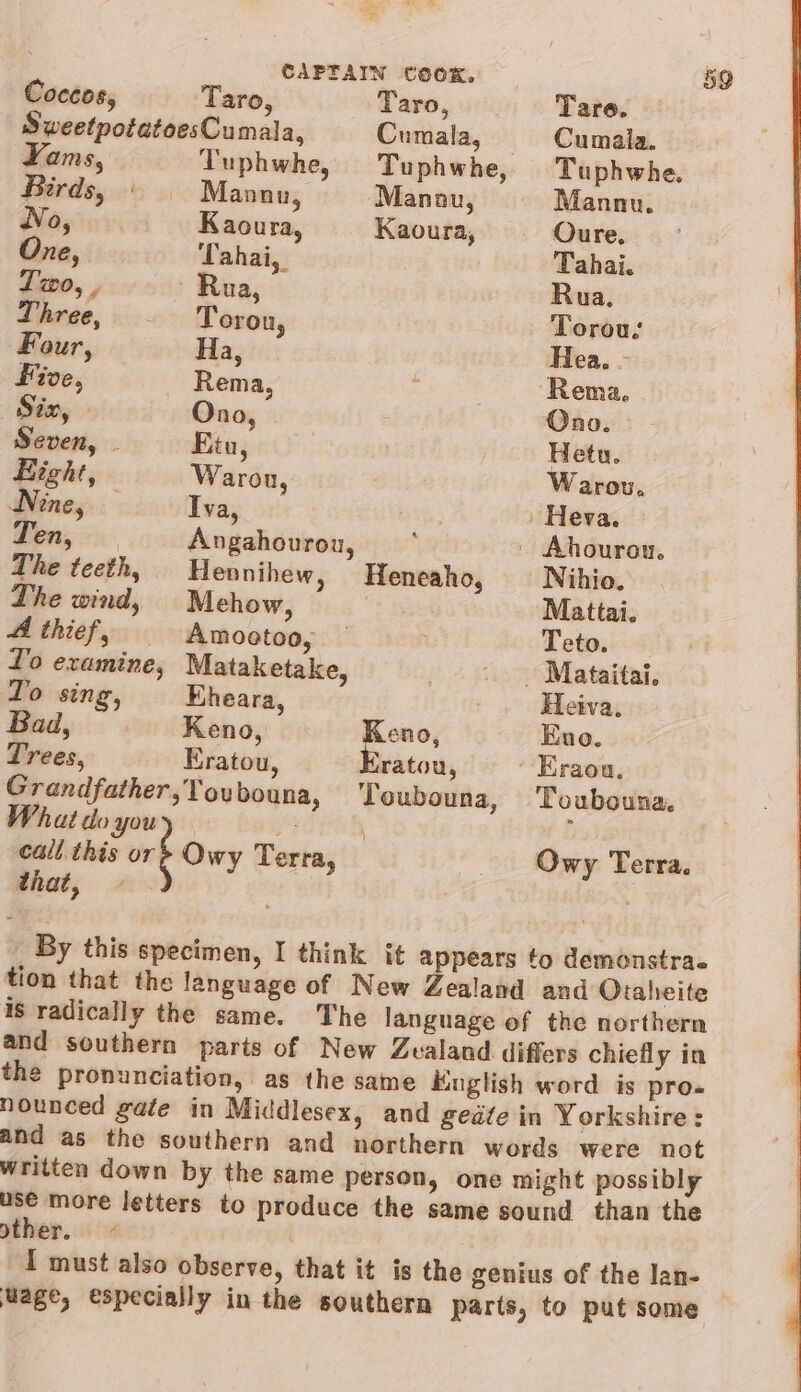 CAPTAIN COOK. 59
Coccos, Taro, Taro, Taro.
SweetpotatoesCumala, Cumala, Cumala.
Yams, Tuphwhe, Tuphwhe, Tuphwhe.
Birds, Mannu, Mannu, Mannu.
No, Kaoura, Kaoura, Oure.
One, Tahai, Tahai.
Two, Rua, Rua.
Three, Torou, Torou.
Four, Ha, Hea.
Five, Rema, Rema.
Six, Ono, Ono.
Seven, Etu, Hetu.
Eight, Warou, Warou.
Nine, Iva, Heva.
Ten, Angahourou, Ahourou.
The teeth, Hennihew, Heneaho, Nihio.
The wind, Mehow, Mattai.
A thief, Amootoo, Teto.
To examine, Mataketake, Mataitai.
To sing, Eheara, Heiva.
Bad, Keno, Keno, Eno.
Trees, Eratou, Eratou, Eraou.
Grandfather, Toubouna, Toubouna, Toubouna.
What do you
call this or } Owy Terra, Owy Terra.
that,
By this specimen, I think it appears to demonstra-
tion that the language of New Zealand and Otaheite
is radically the same. The language of the northern
and southern parts of New Zealand differs chiefly in
the pronunciation, as the same English word is pro-
nounced gate in Middlesex, and geäte in Yorkshire:
and as the southern and northern words were not
written down by the same person, one might possibly
use more letters to produce the same sound than the
other.
I must also observe, that it is the genius of the lan-
uage, especially in the southern parts, to put some